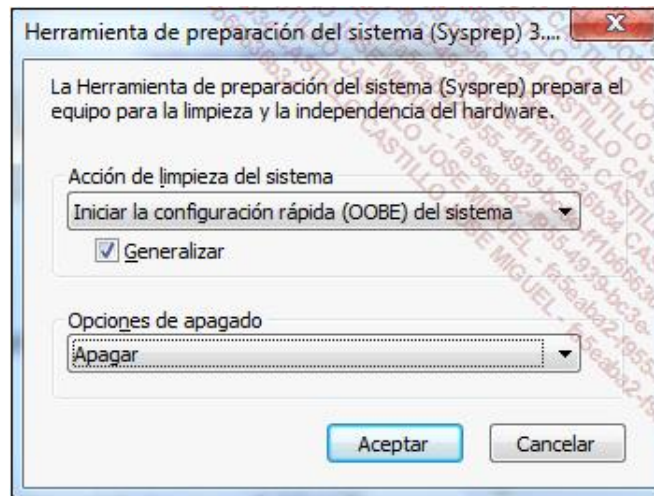 Herramienta de preparación del sistema (Sysprep) 3....
La Herramienta de preparación del sistema (Sysprep) prepara el
equipo para la limpieza y la independencia del hardware.
Acción de limpieza del sistema
Iniciar la configuración rápida (OOBE) del sistema
Generalizar
Opciones de apagado
Apagar
Aceptar
Cancelar